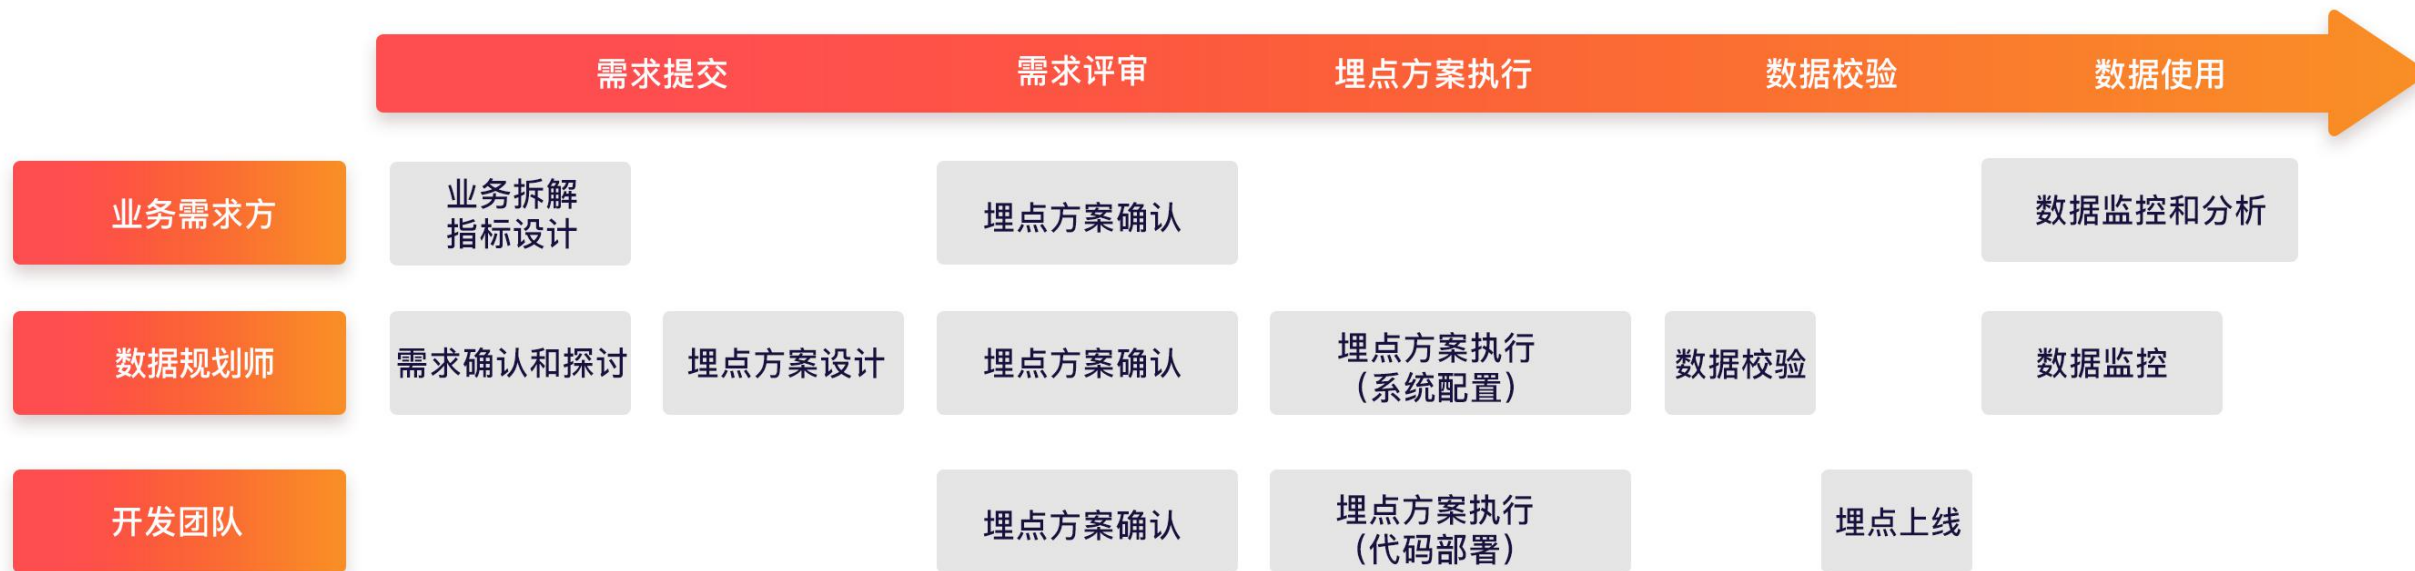 需求提交
需求评审
埋点方案执行
数据校验
数据使用
业务需求方
业务拆解
指标设计
埋点方案确认
数据监控和分析
数据规划师
需求确认和探讨
埋点方案设计
埋点方案确认
埋点方案执行
（系统配置）
数据校验
数据监控
开发团队
埋点方案确认
埋点方案执行
（代码部署）
埋点上线